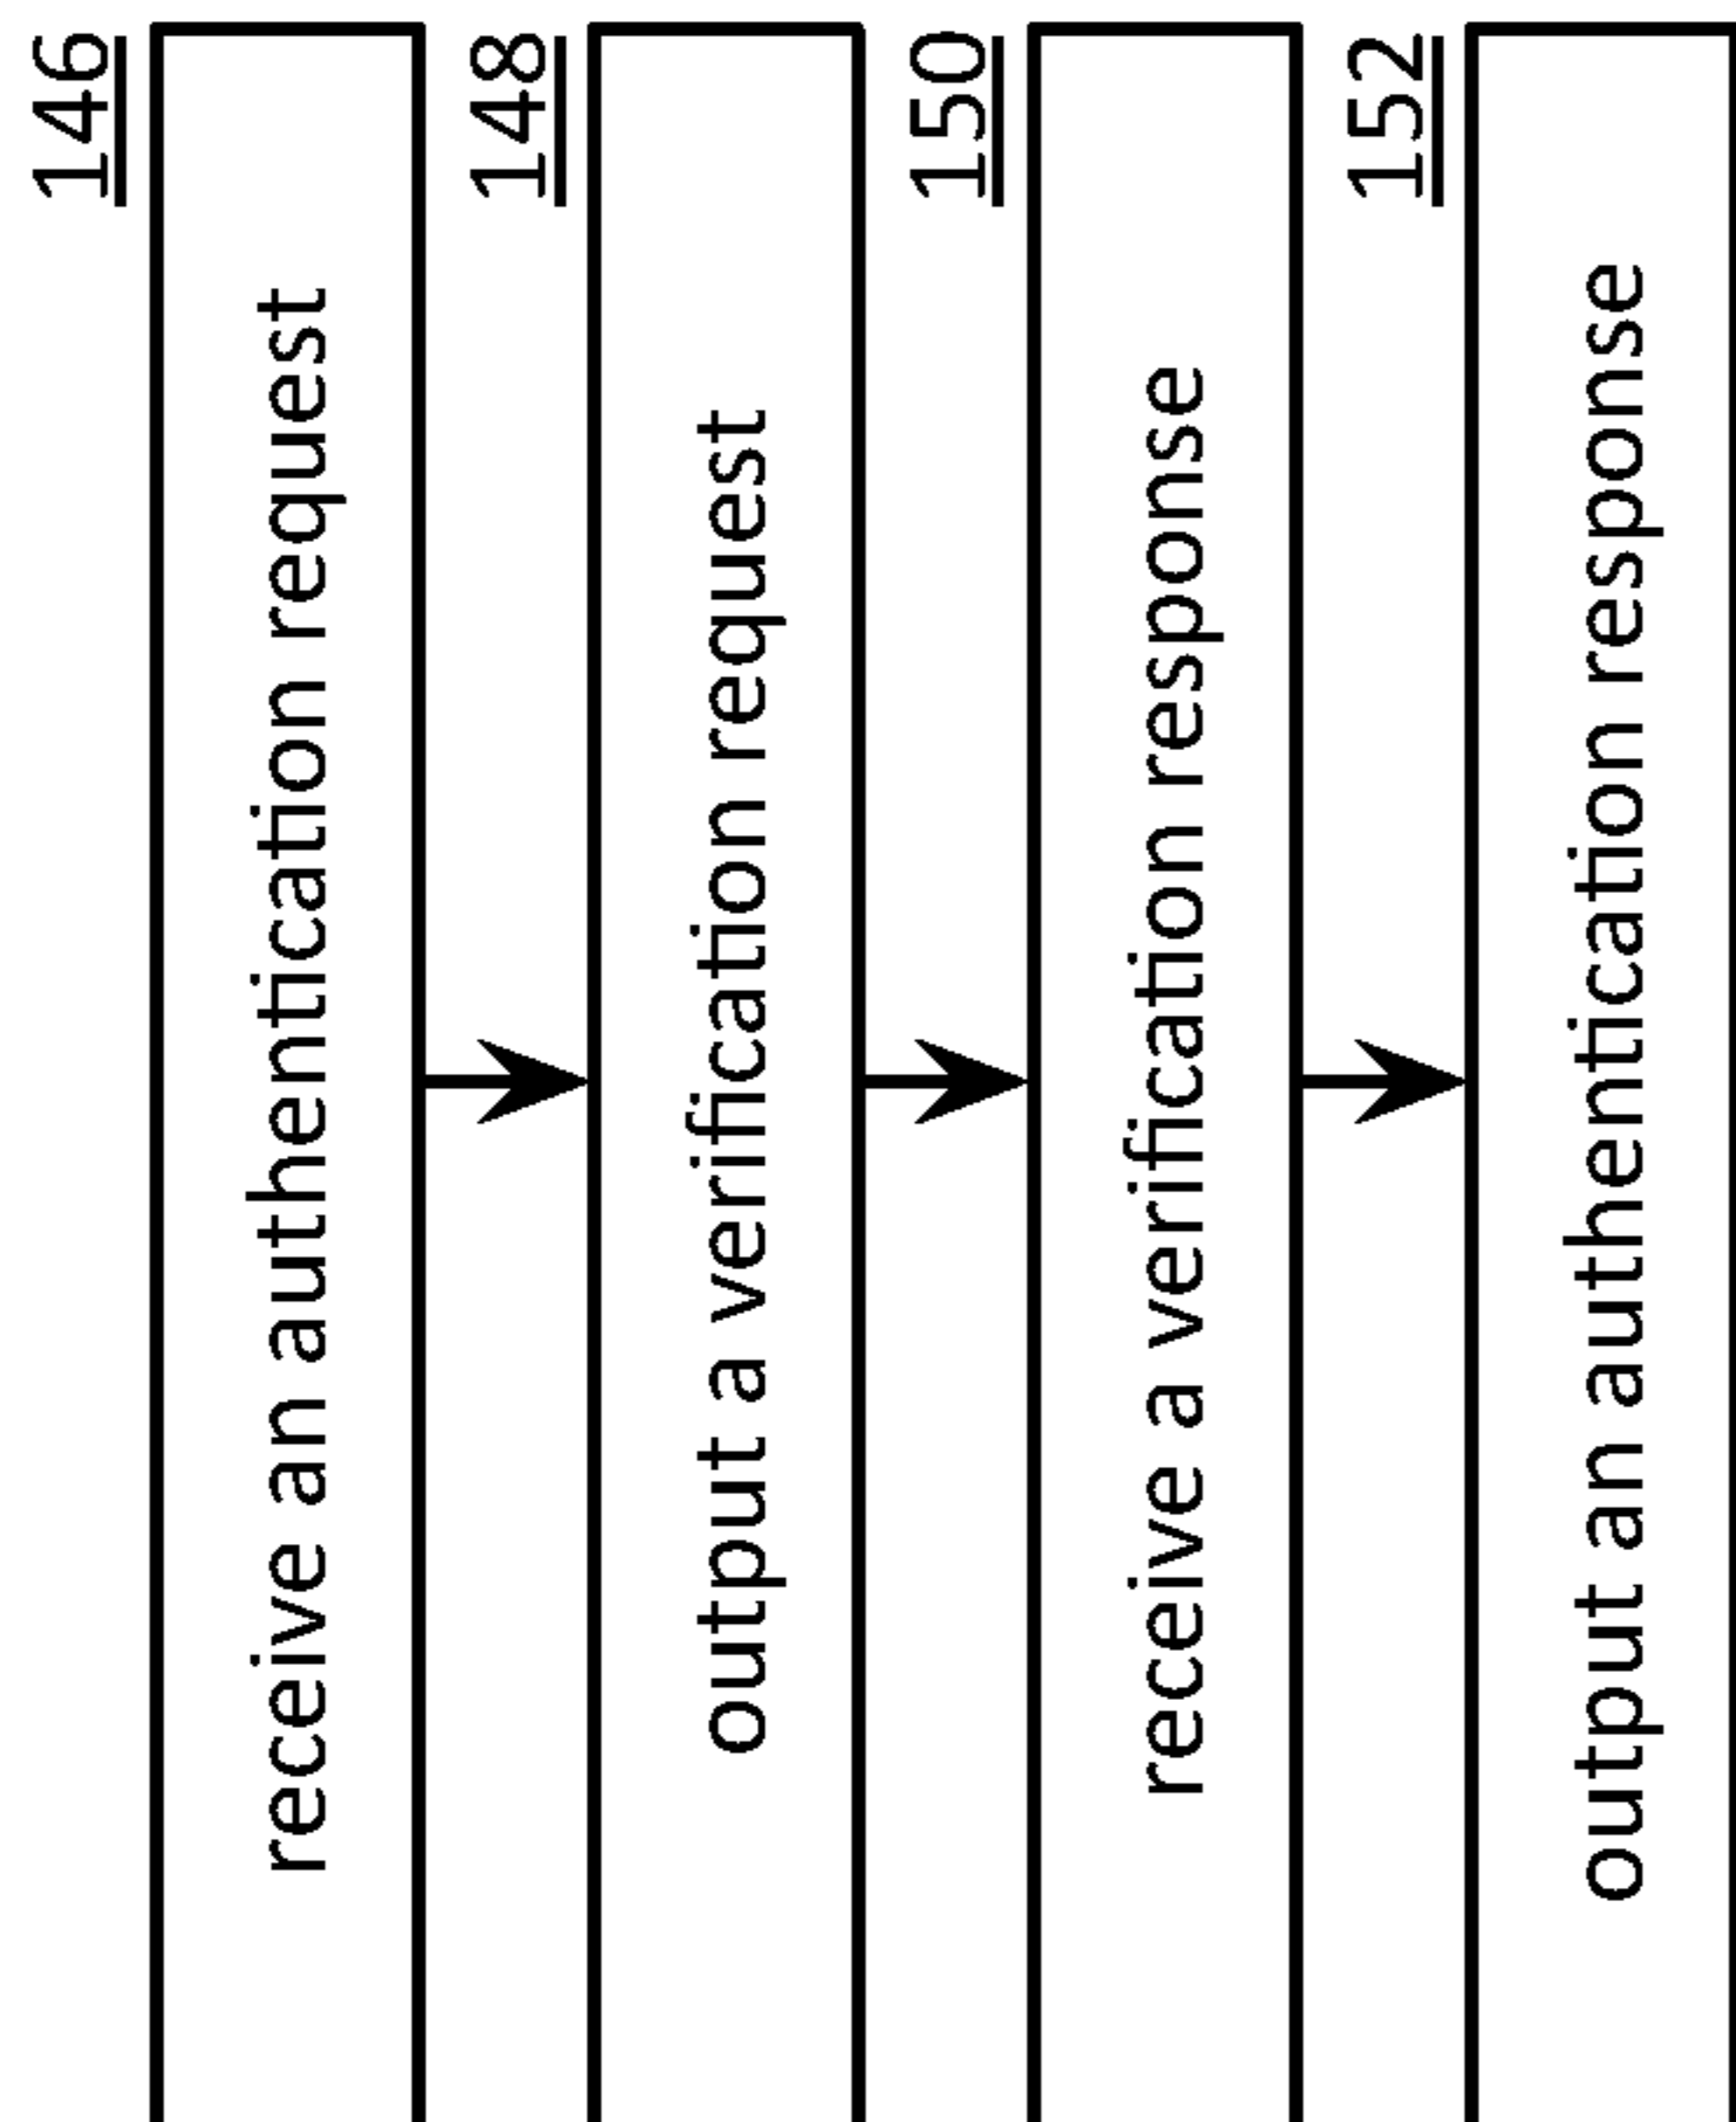 146
receive an authentication request
148
output a verification request
150
receive a verification response
152
output an authentication response